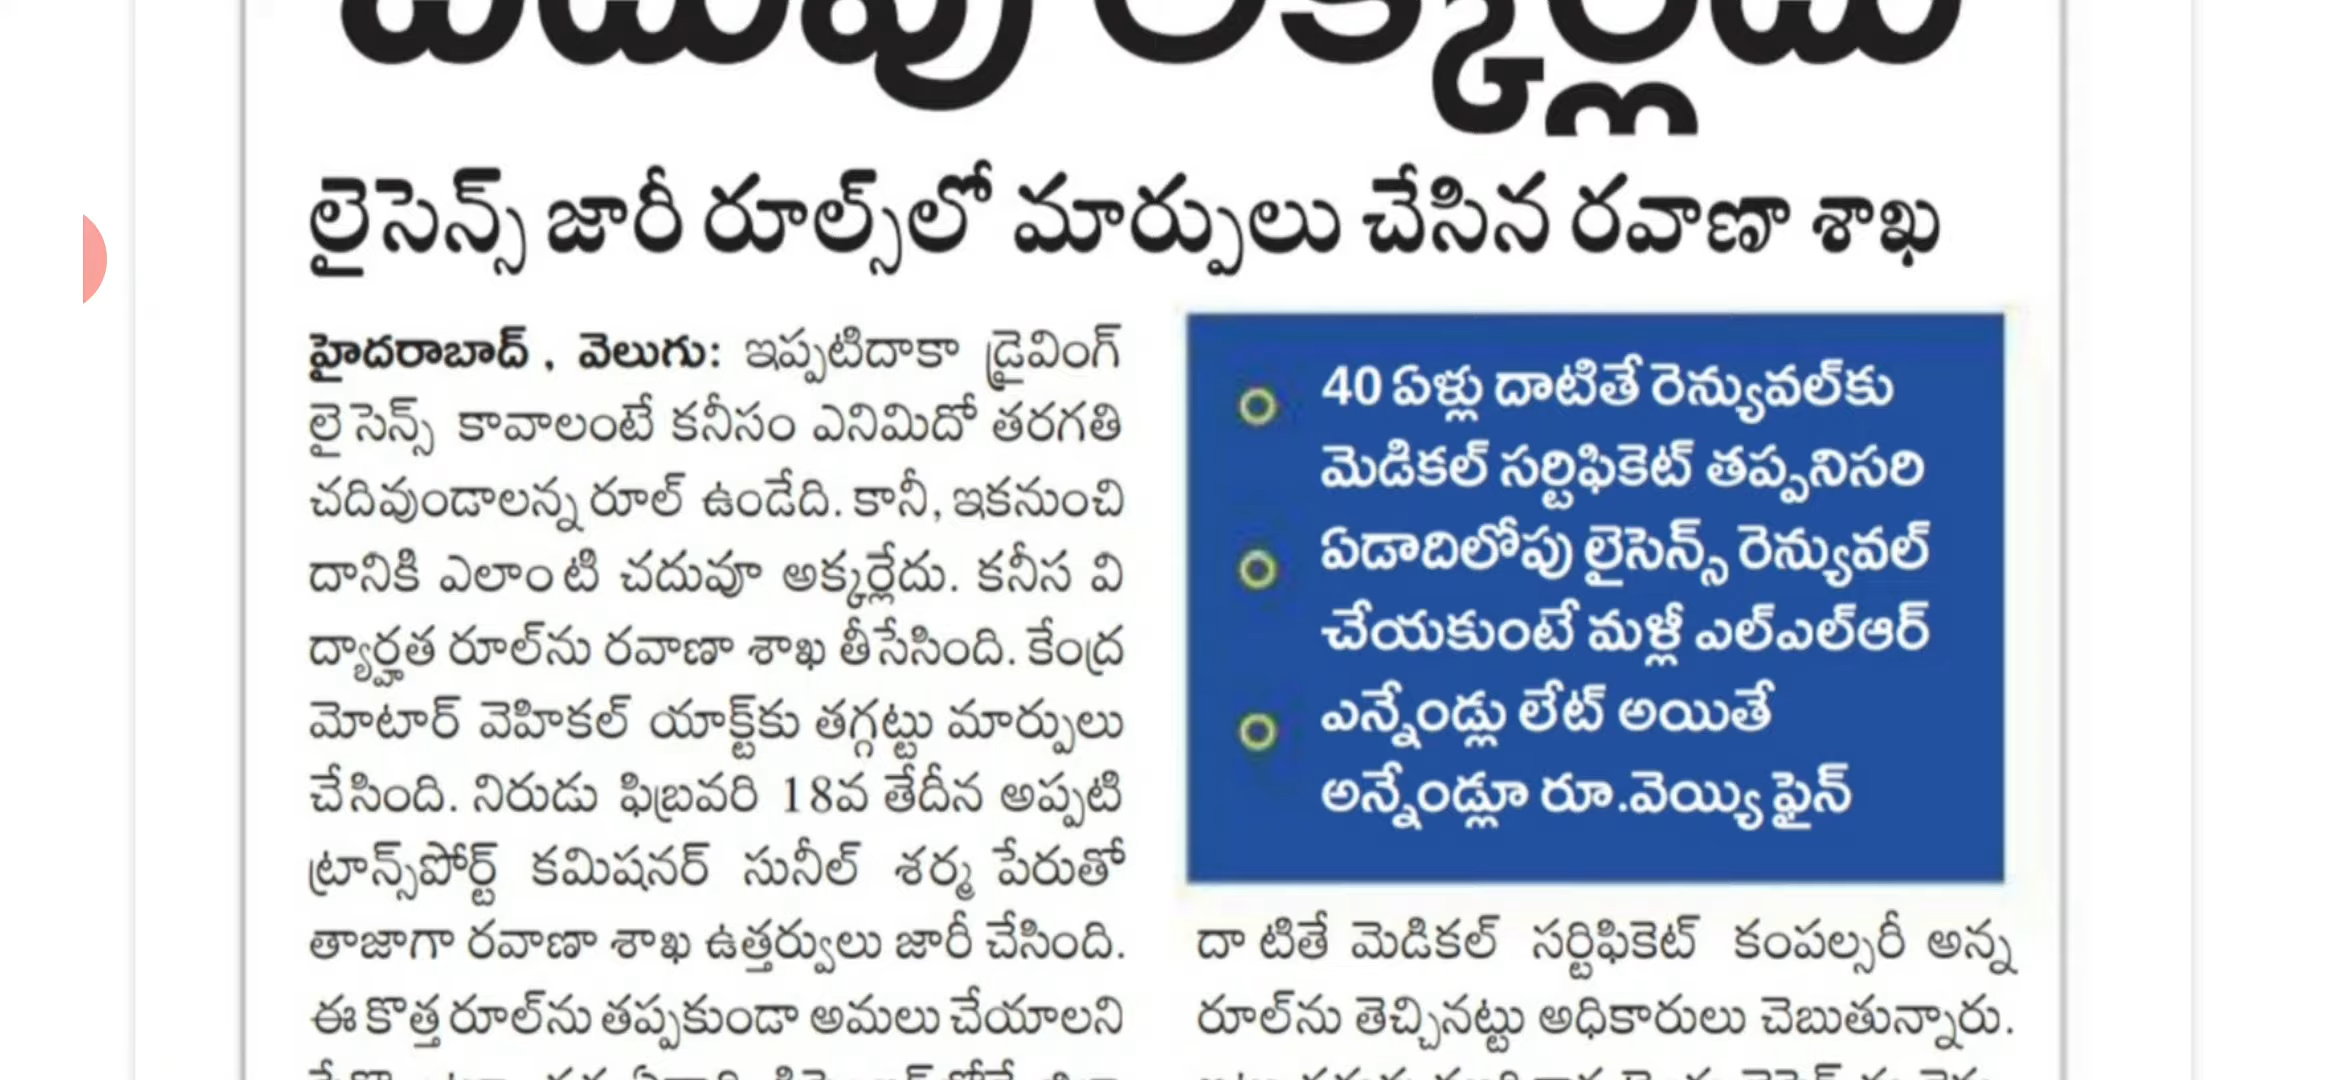 లైసెన్స్ జారీ రూల్స్‌లో మార్పులు చేసిన రవాణా శాఖ
హైదరాబాద్ , వెలుగు: ఇప్పటిదాకా డ్రైవింగ్
లైసెన్స్ కావాలంటే కనీసం ఎనిమిదో తరగతి
చదివుండాలన్న రూల్ ఉండేది. కానీ, ఇకనుంచి
దానికి ఎలాంటి చదువూ అక్కర్లేదు. కనీస వి
ద్యార్హత రూల్‌ను రవాణా శాఖ తీసేసింది. కేంద్ర
మోటార్ వెహికల్ యాక్ట్‌కు తగ్గట్టు మార్పులు
చేసింది. నిరుడు ఫిబ్రవరి 18వ తేదీన అప్పటి
ట్రాన్స్‌పోర్ట్ కమిషనర్ సునీల్ శర్మ పేరుతో
తాజాగా రవాణా శాఖ ఉత్తర్వులు జారీ చేసింది.
ఈ కొత్త రూల్‌ను తప్పకుండా అమలు చేయాలని
40 ఏళ్లు దాటితే రెన్యువల్‌కు
మెడికల్ సర్టిఫికెట్ తప్పనిసరి
ఏడాదిలోపు లైసెన్స్ రెన్యువల్
చేయకుంటే మళ్లీ ఎల్ఎల్ఆర్
ఎన్నేండ్లు లేట్ అయితే
అన్నేండ్లూ రూ.వెయ్యి ఫైన్
దా టితే మెడికల్ సర్టిఫికెట్ కంపల్సరీ అన్న
రూల్‌ను తెచ్చినట్టు అధికారులు చెబుతున్నారు.